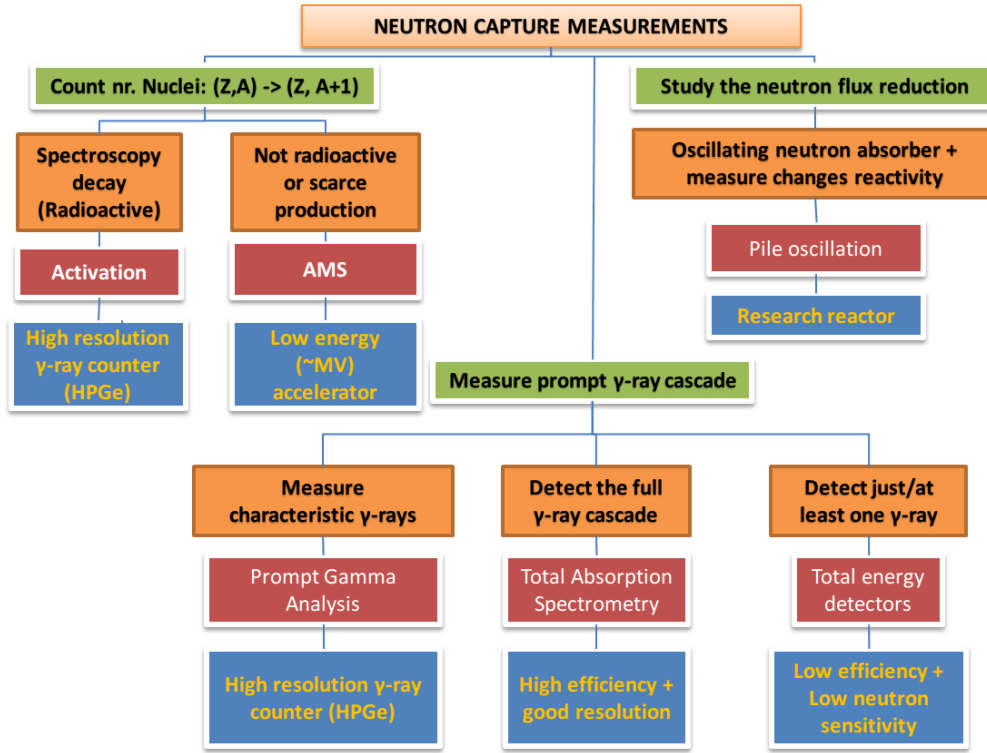 NEUTRON CAPTURE MEASUREMENTS
Count nr. Nuclei: (Z,A) -> (Z, A+1)
Study the neutron flux reduction
Spectroscopy
decay
(Radioactive)
Not radioactive
or scarce
production
Oscillating neutron absorber +
measure changes reactivity
Activation
AMS
Pile oscillation
High resolution
γ-ray counter
(HPGe)
Low energy
(~MV)
accelerator
Research reactor
Measure prompt γ-ray cascade
Measure
characteristic γ-rays
Detect the full
γ-ray cascade
Detect just/at
least one γ-ray
Prompt Gamma
Analysis
Total Absorption
Spectrometry
Total energy
detectors
High resolution γ-ray
counter (HPGe)
High efficiency +
good resolution
Low efficiency +
Low neutron
sensitivity